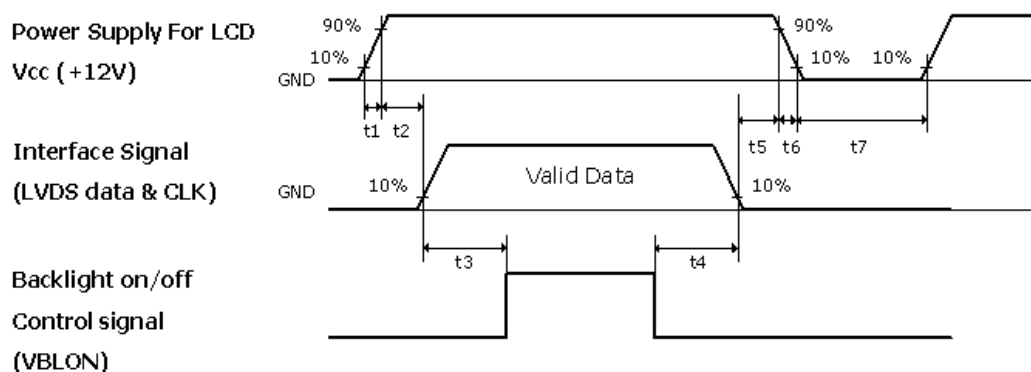 Power Supply For LCD
Vcc (+12V)
90%
10%
GND
90%
10%
10%
t1
t2
t5
t6
t7
Interface Signal
(LVDS data & CLK)
GND
10%
Valid Data
10%
t3
t4
Backlight on/off
Control signal
(VBLON)